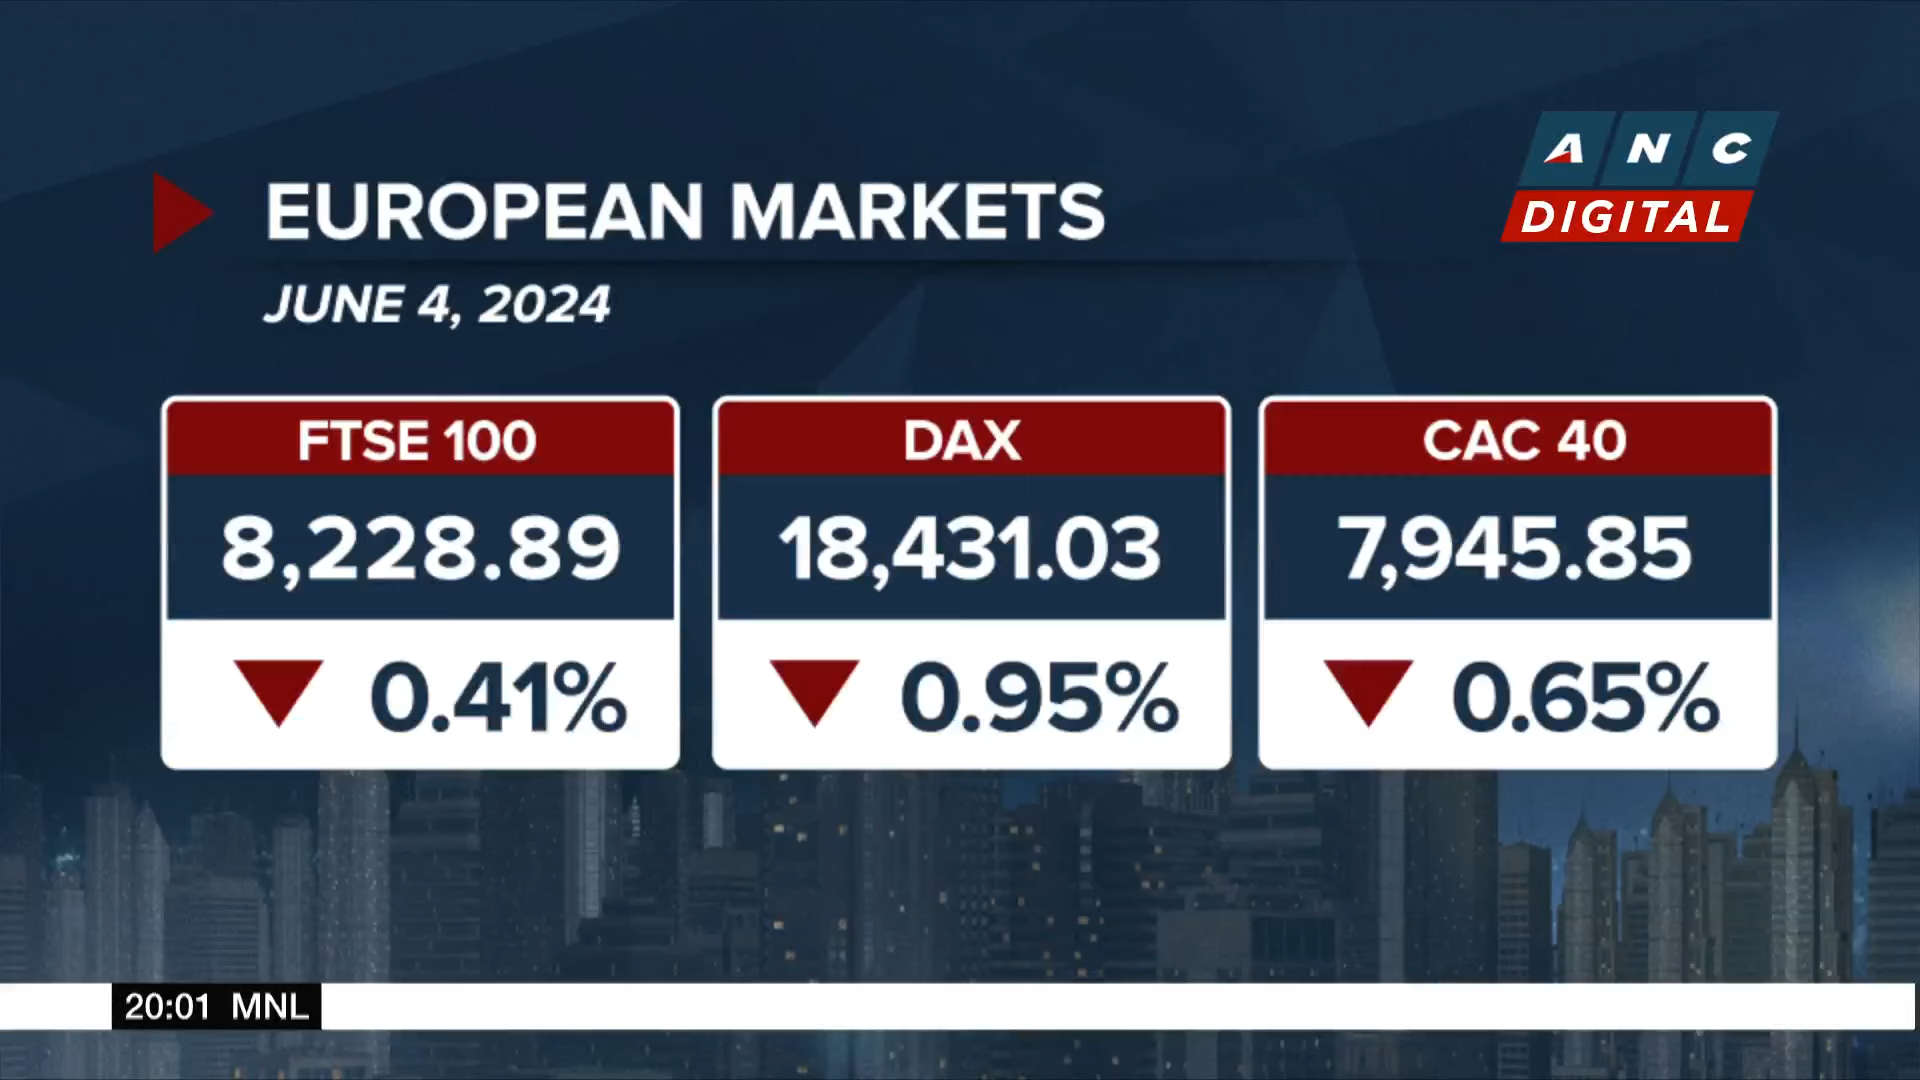 ANC
DIGITAL
EUROPEAN MARKETS
JUNE 4, 2024
FTSE 100
8,228.89
0.41%
DAX
18,431.03
0.95%
CAC 40
7,945.85
0.65%
20:01 MNL